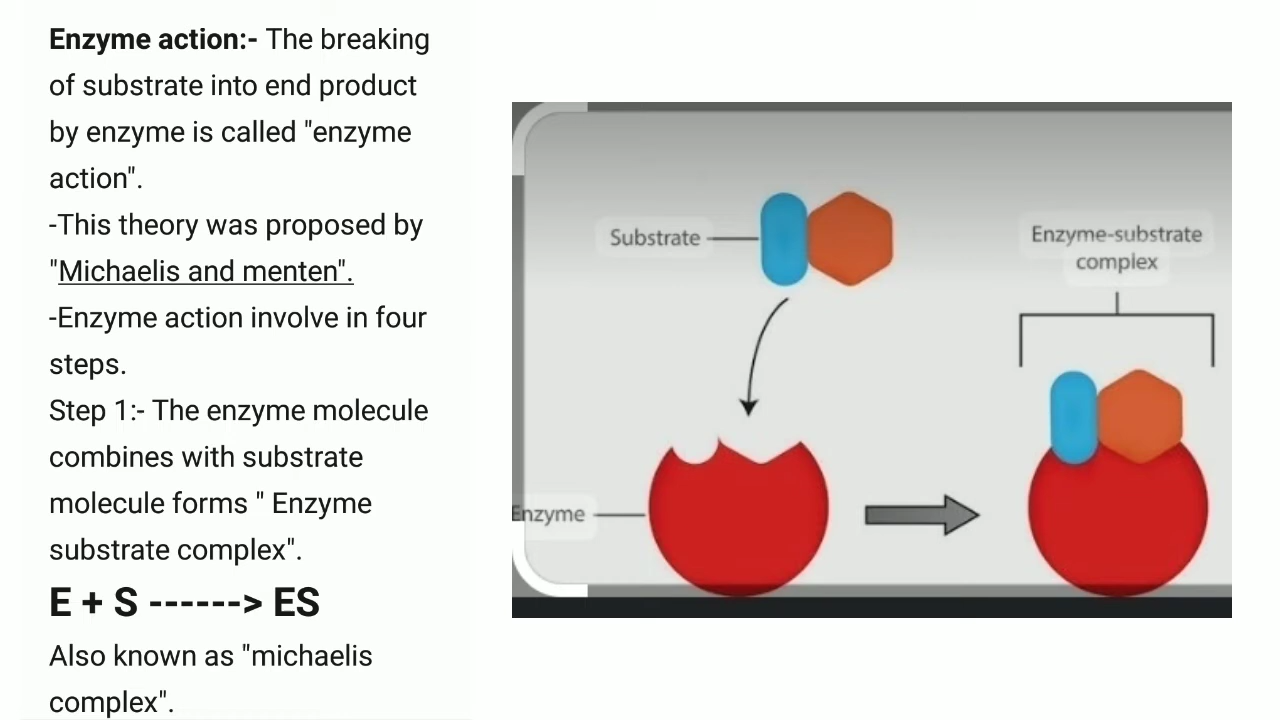 Enzyme action:- The breaking
of substrate into end product
by enzyme is called "enzyme
action".
-This theory was proposed by
"Michaelis and menten".
-Enzyme action involve in four
steps.
Step 1:- The enzyme molecule
combines with substrate
molecule forms " Enzyme
substrate complex".
E + S ------> ES
Also known as "michaelis
complex".
Substrate
Enzyme-substrate
complex
Enzyme